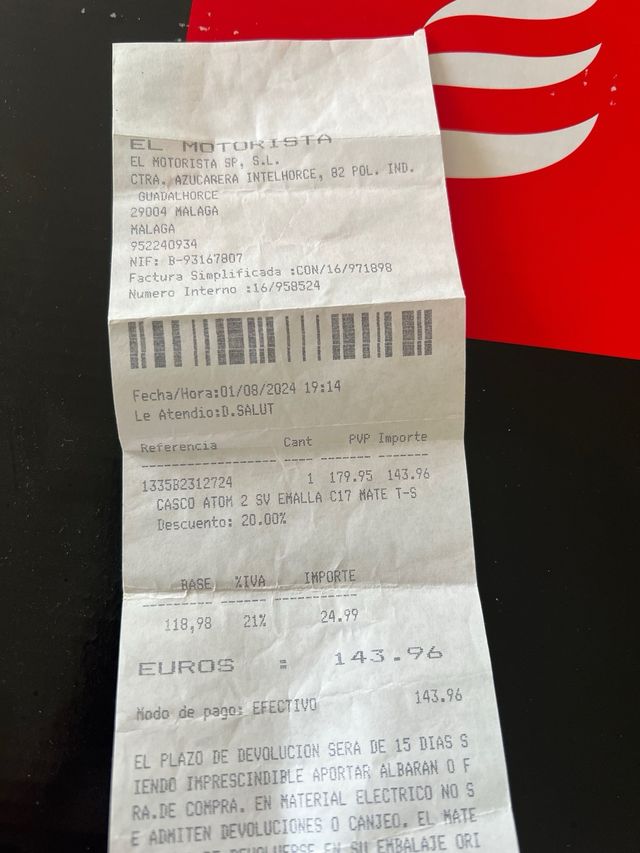 EL MOTORISTA
EL MOTORISTA SP, S.L.
CTRA. AZUCARERA INTELHORCE, 82 POL. IND.
GUADALHORCE
29004 MALAGA
MALAGA
952240934
NIF: B-93167807
Factura Simplificada :CON/16/971898
Numero Interno :16/958524
Fecha/Hora:01/08/2024 19:14
Le Atendio:D.SALUT
Referencia Cant PVP Importe
1335B2312724 1 179.95 143.96
CASCO ATOM 2 SV EMALLA C17 MATE T-S
Descuento: 20.00%
BASE %IVA IMPORTE
118,98 21% 24.99
EUROS : 143.96
Modo de pago: EFECTIVO 143.96
EL PLAZO DE DEVOLUCION SERA DE 15 DIAS S
IENDO IMPRESCINDIBLE APORTAR ALBARAN O F
RA.DE COMPRA. EN MATERIAL ELECTRICO NO S
E ADMITEN DEVOLUCIONES O CANJEO. EL MATE
DEVOLVERSE EN SU EMBALAJE ORI